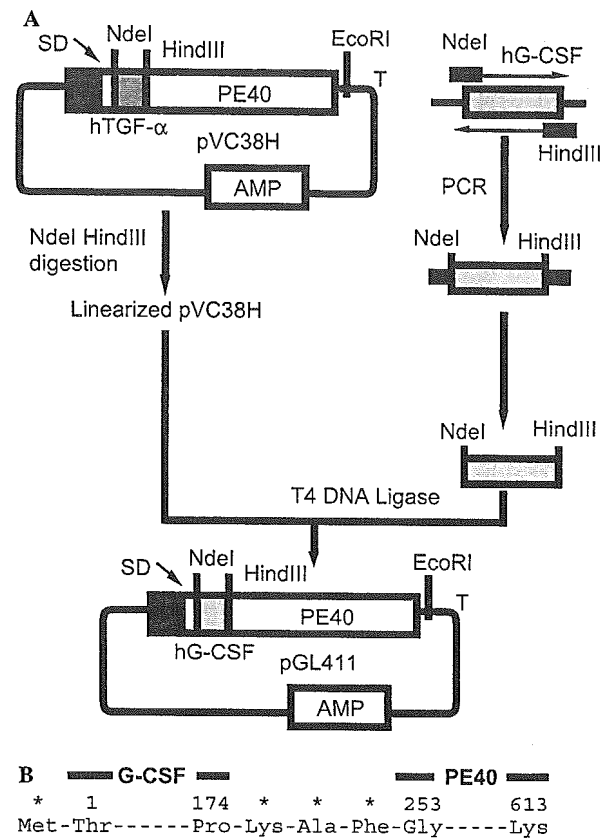 A
SD
NdeI
HindIII
EcoRI
T
PE40
hTGF-α
pVC38H
AMP
NdeI
hG-CSF
HindIII
PCR
NdeI HindIII
digestion
Linearized pVC38H
NdeI
HindIII
NdeI
HindIII
T4 DNA Ligase
SD
NdeI
HindIII
EcoRI
T
PE40
hG-CSF
pGL411
AMP
B
G-CSF
PE40
* 1 174 * * * 253 613
Met-Thr------Pro-Lys-Ala-Phe-Gly-----Lys